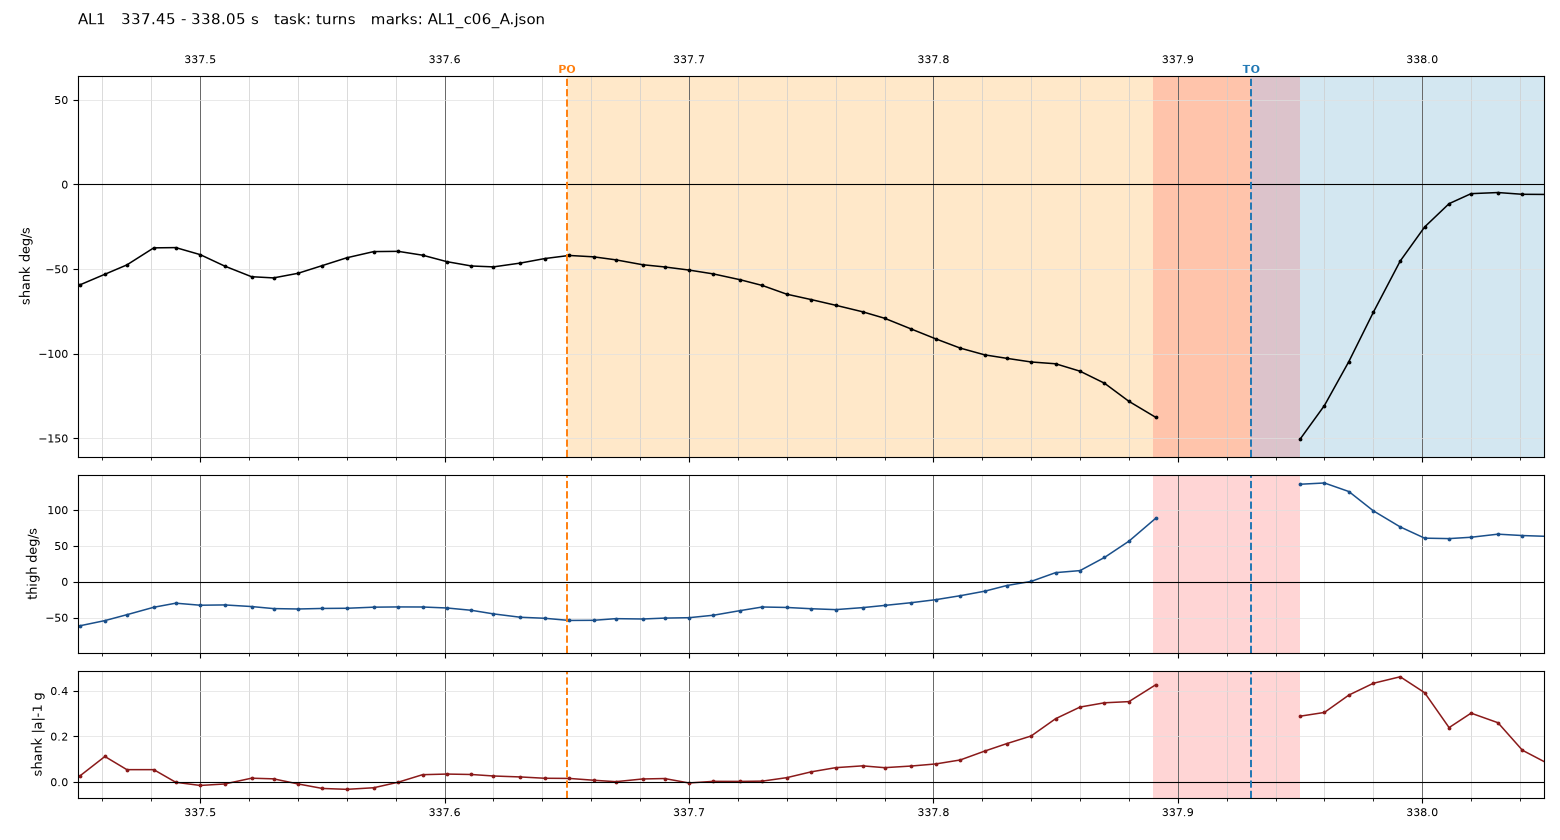 AL1   337.45 - 338.05 s   task: turns   marks: AL1_c06_A.json
337.5 337.6 337.7 337.8 337.9 338.0
PO TO
50
0
−50
−100
−150
shank deg/s
100
50
0
−50
thigh deg/s
0.4
0.2
0.0
shank |a|-1 g
337.5 337.6 337.7 337.8 337.9 338.0